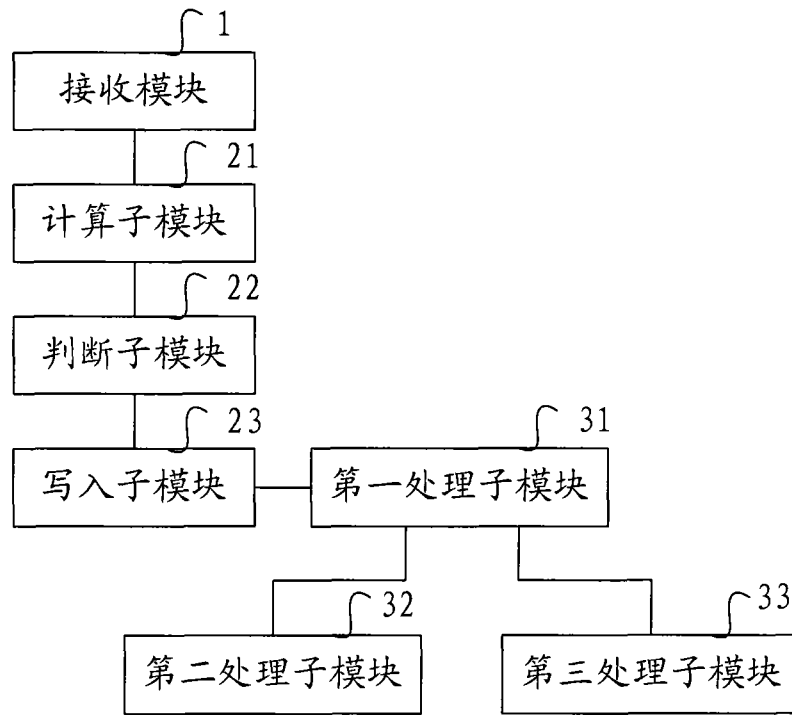 1
接收模块
21
计算子模块
22
判断子模块
23
写入子模块
31
第一处理子模块
32
第二处理子模块
33
第三处理子模块